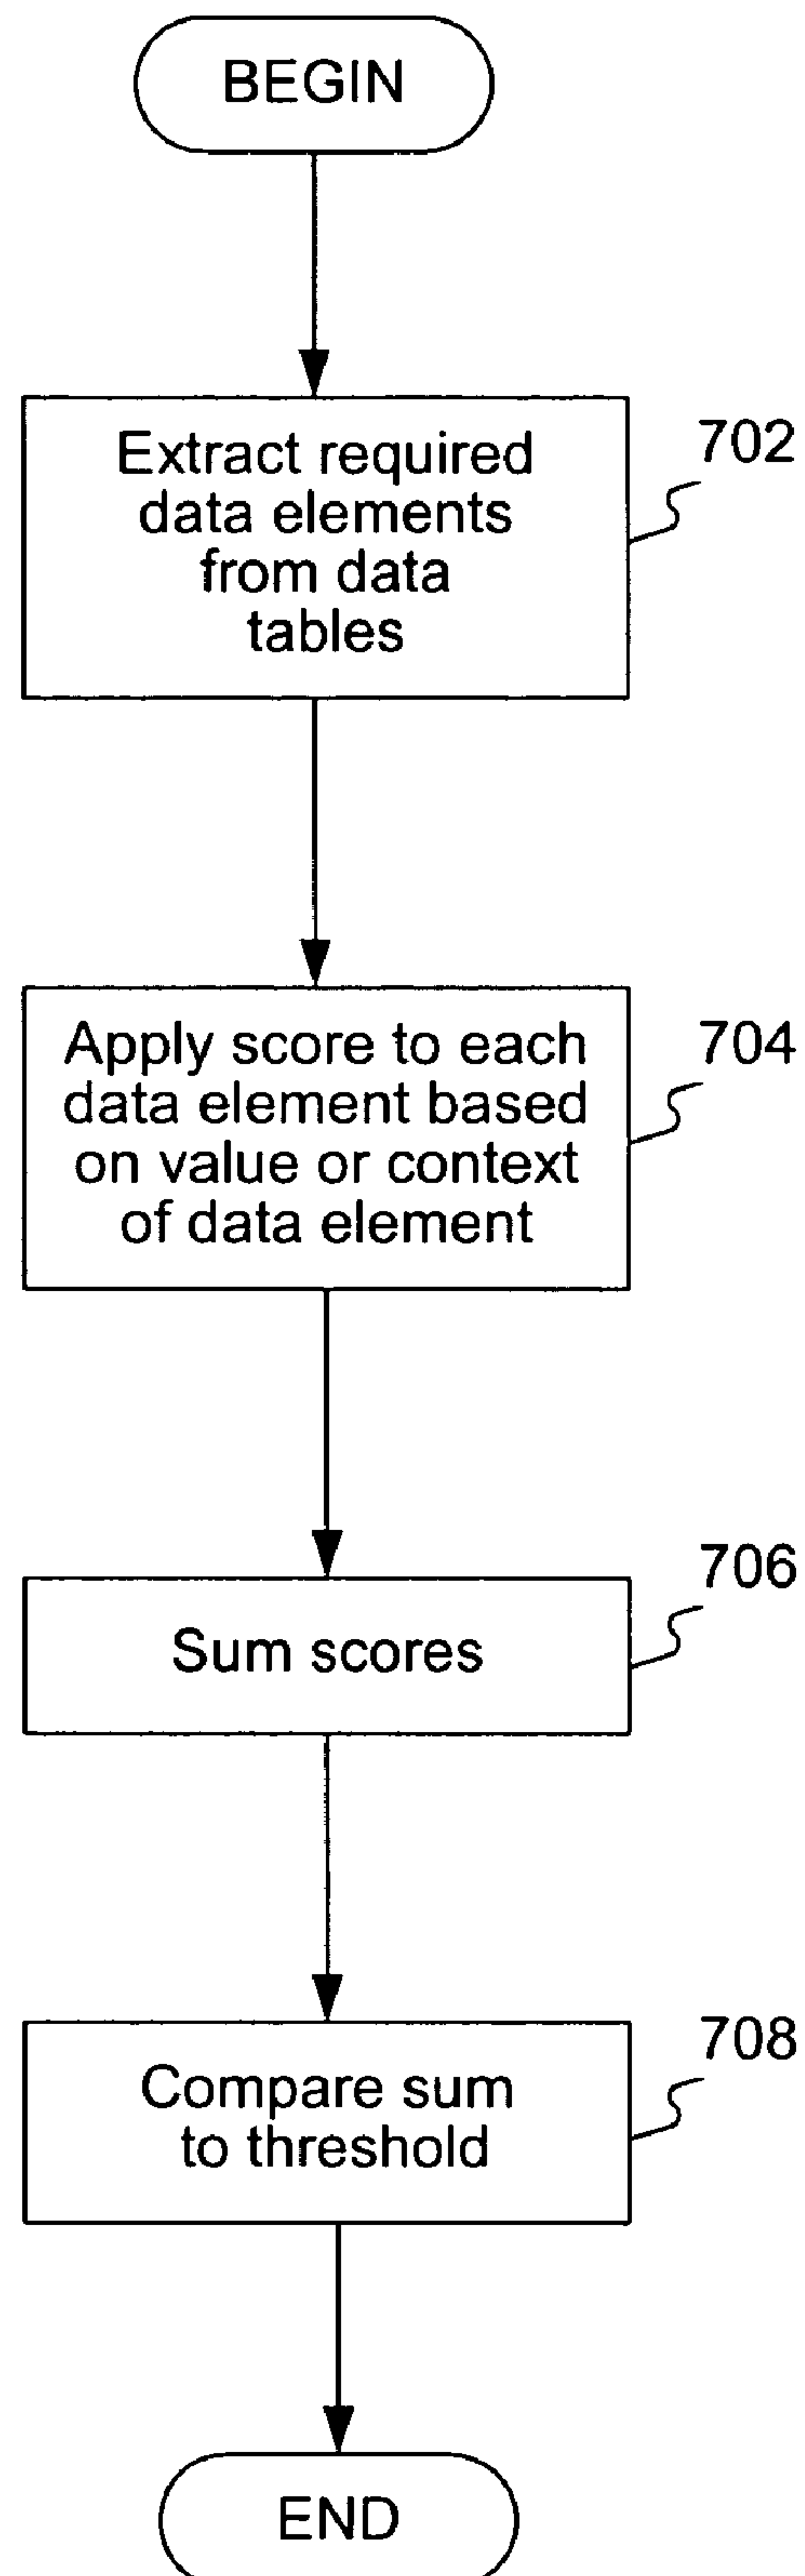 BEGIN
Extract required
data elements
from data
tables
702
Apply score to each
data element based
on value or context
of data element
704
Sum scores
706
Compare sum
to threshold
708
END